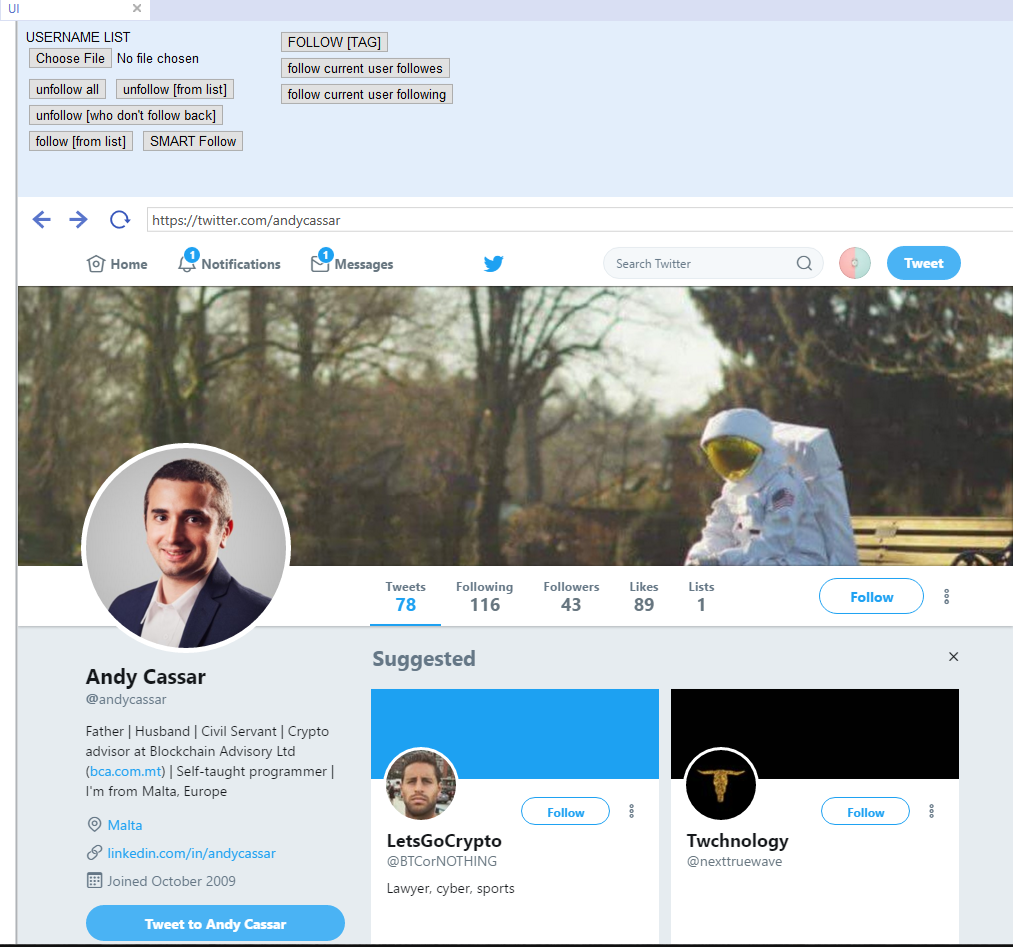 UI
USERNAME LIST
Choose File No file chosen
unfollow all unfollow [from list]
unfollow [who don't follow back]
follow [from list] SMART Follow
FOLLOW [TAG]
follow current user followes
follow current user following
https://twitter.com/andycassar
Home 1 Notifications 1 Messages Search Twitter Tweet
Tweets Following Followers Likes Lists
78 116 43 89 1
Follow
Andy Cassar
@andycassar
Father | Husband | Civil Servant | Crypto
advisor at Blockchain Advisory Ltd
(bca.com.mt) | Self-taught programmer |
I'm from Malta, Europe
Malta
linkedin.com/in/andycassar
Joined October 2009
Tweet to Andy Cassar
Suggested
Follow
LetsGoCrypto
@BTCorNOTHING
Lawyer, cyber, sports
Follow
Twchnology
@nexttruewave